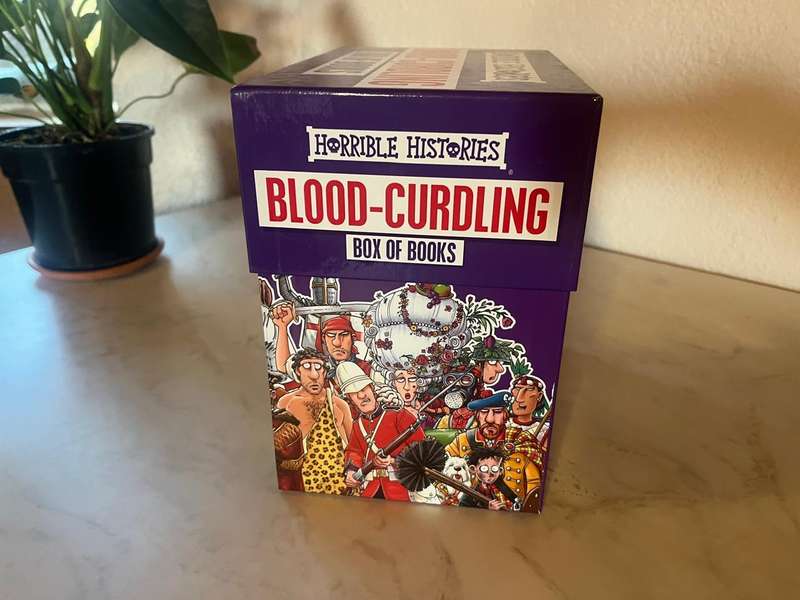 HORRIBLE HISTORIES
®
BLOOD-CURDLING
BOX OF BOOKS